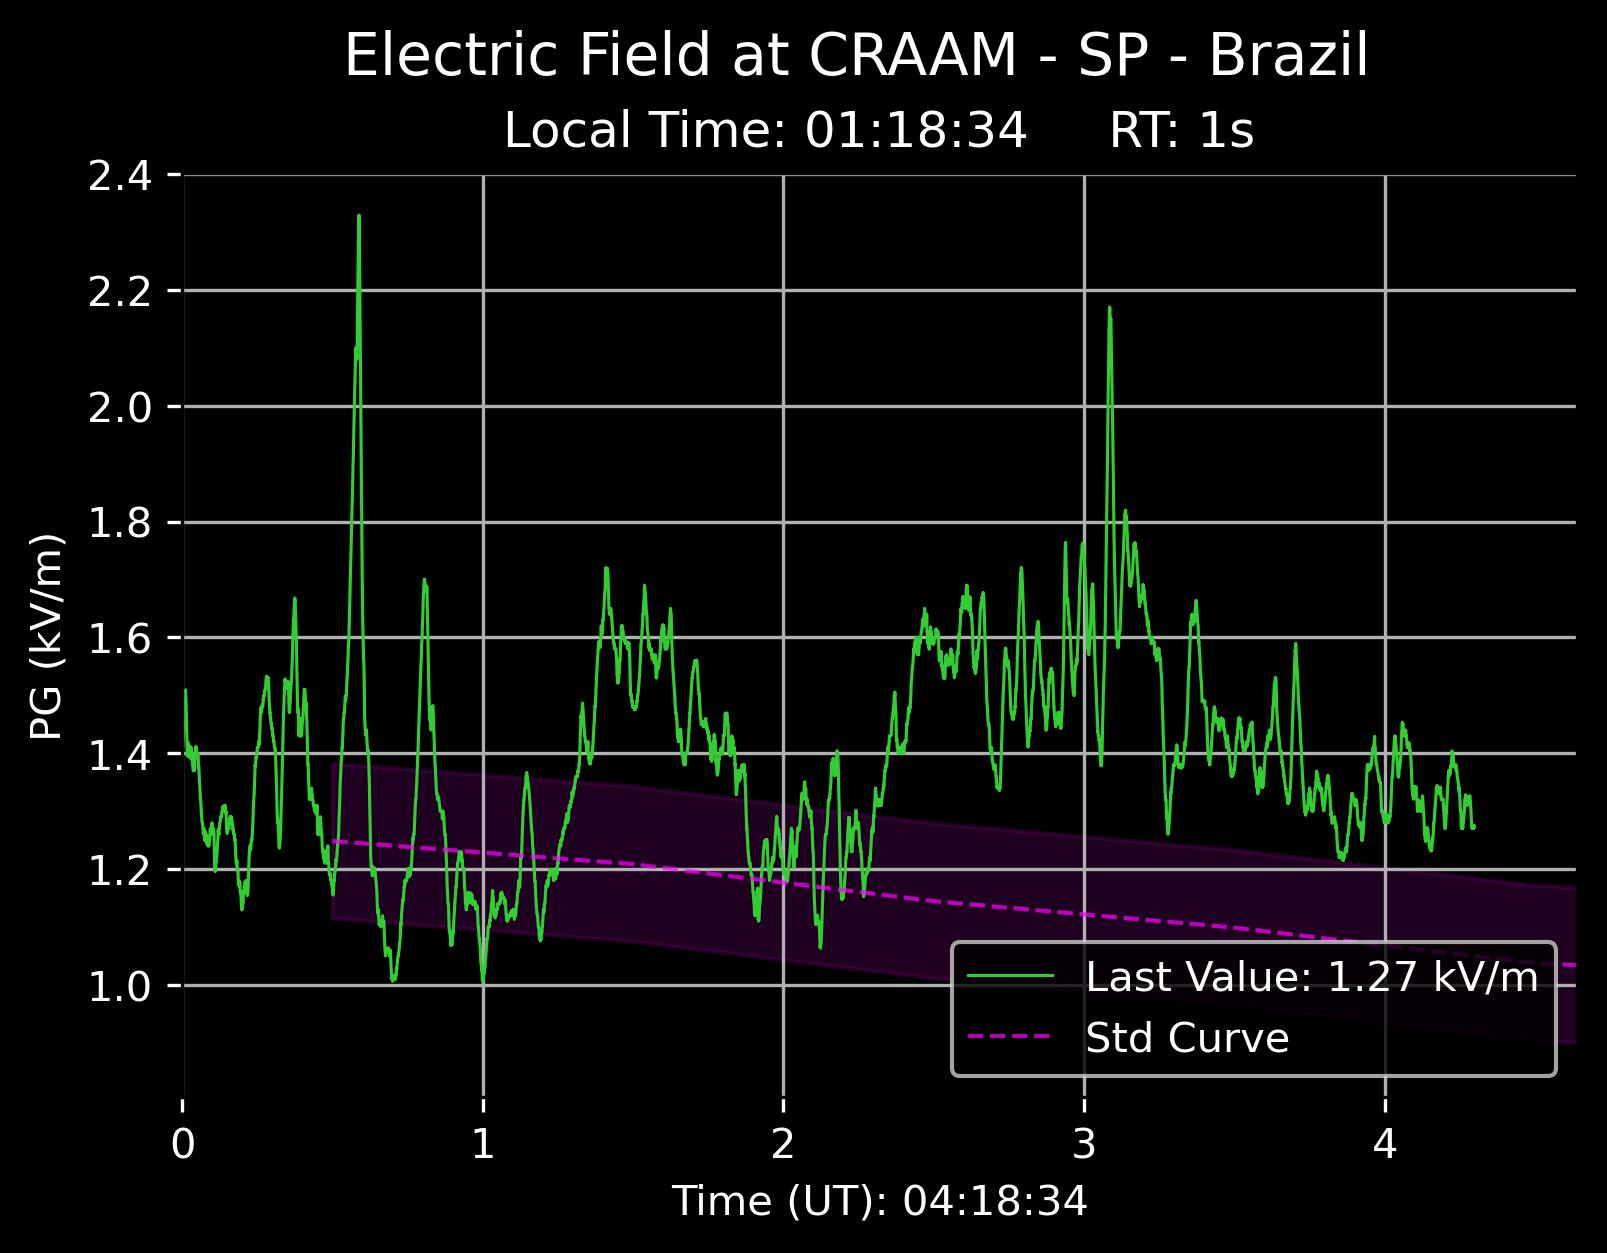 Electric Field at CRAAM - SP - Brazil
Local Time: 01:18:34 RT: 1s
2.4
2.2
2.0
1.8
1.6
1.4
1.2
1.0
PG (kV/m)
Last Value: 1.27 kV/m
Std Curve
0 1 2 3 4
Time (UT): 04:18:34